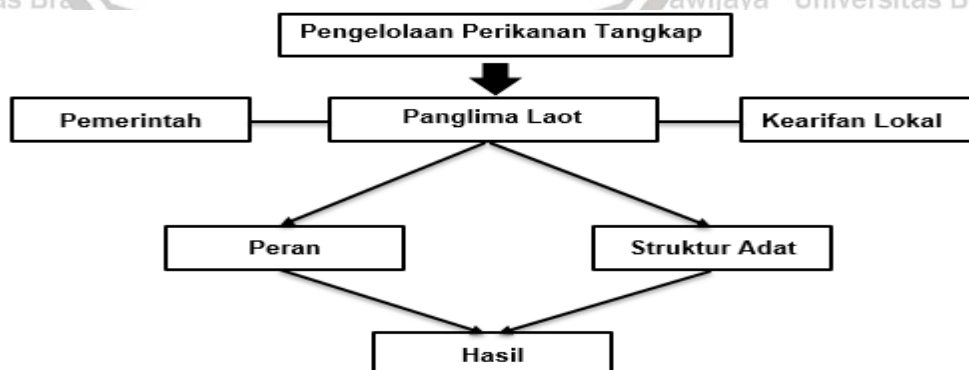 Pengelolaan Perikanan Tangkap
Pemerintah
Panglima Laot
Kearifan Lokal
Peran
Struktur Adat
Hasil